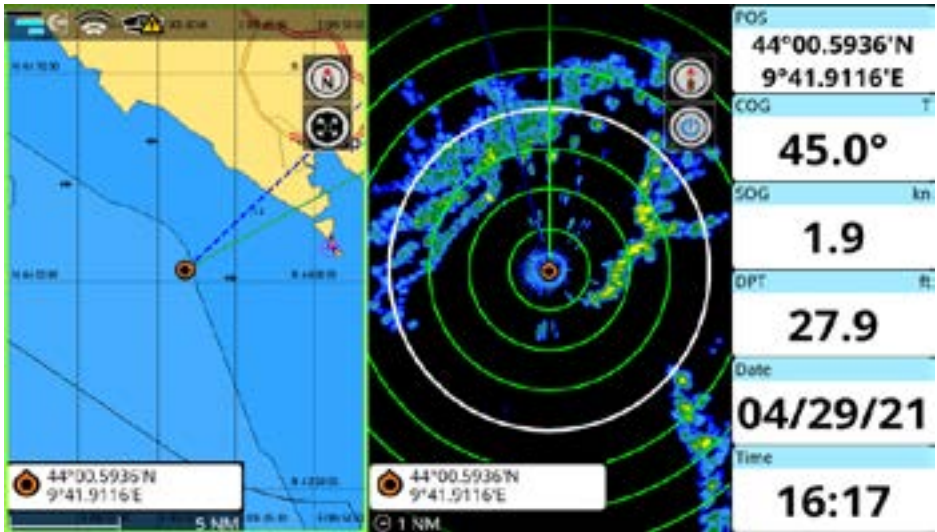 44°00.5936'N
9°41.9116'E
5 NM
44°00.5936'N
9°41.9116'E
1 NM
POS
44°00.5936'N
9°41.9116'E
COG T
45.0°
SOG kn
1.9
DPT ft
27.9
Date
04/29/21
Time
16:17